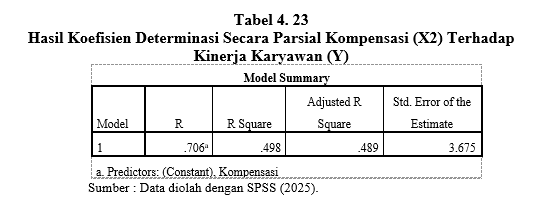 Tabel 4. 23
Hasil Koefisien Determinasi Secara Parsial Kompensasi (X2) Terhadap
Kinerja Karyawan (Y)
Model Summary
Model R R Square Adjusted R Square Std. Error of the Estimate
1 .706a .498 .489 3.675
a. Predictors: (Constant), Kompensasi
Sumber : Data diolah dengan SPSS (2025).